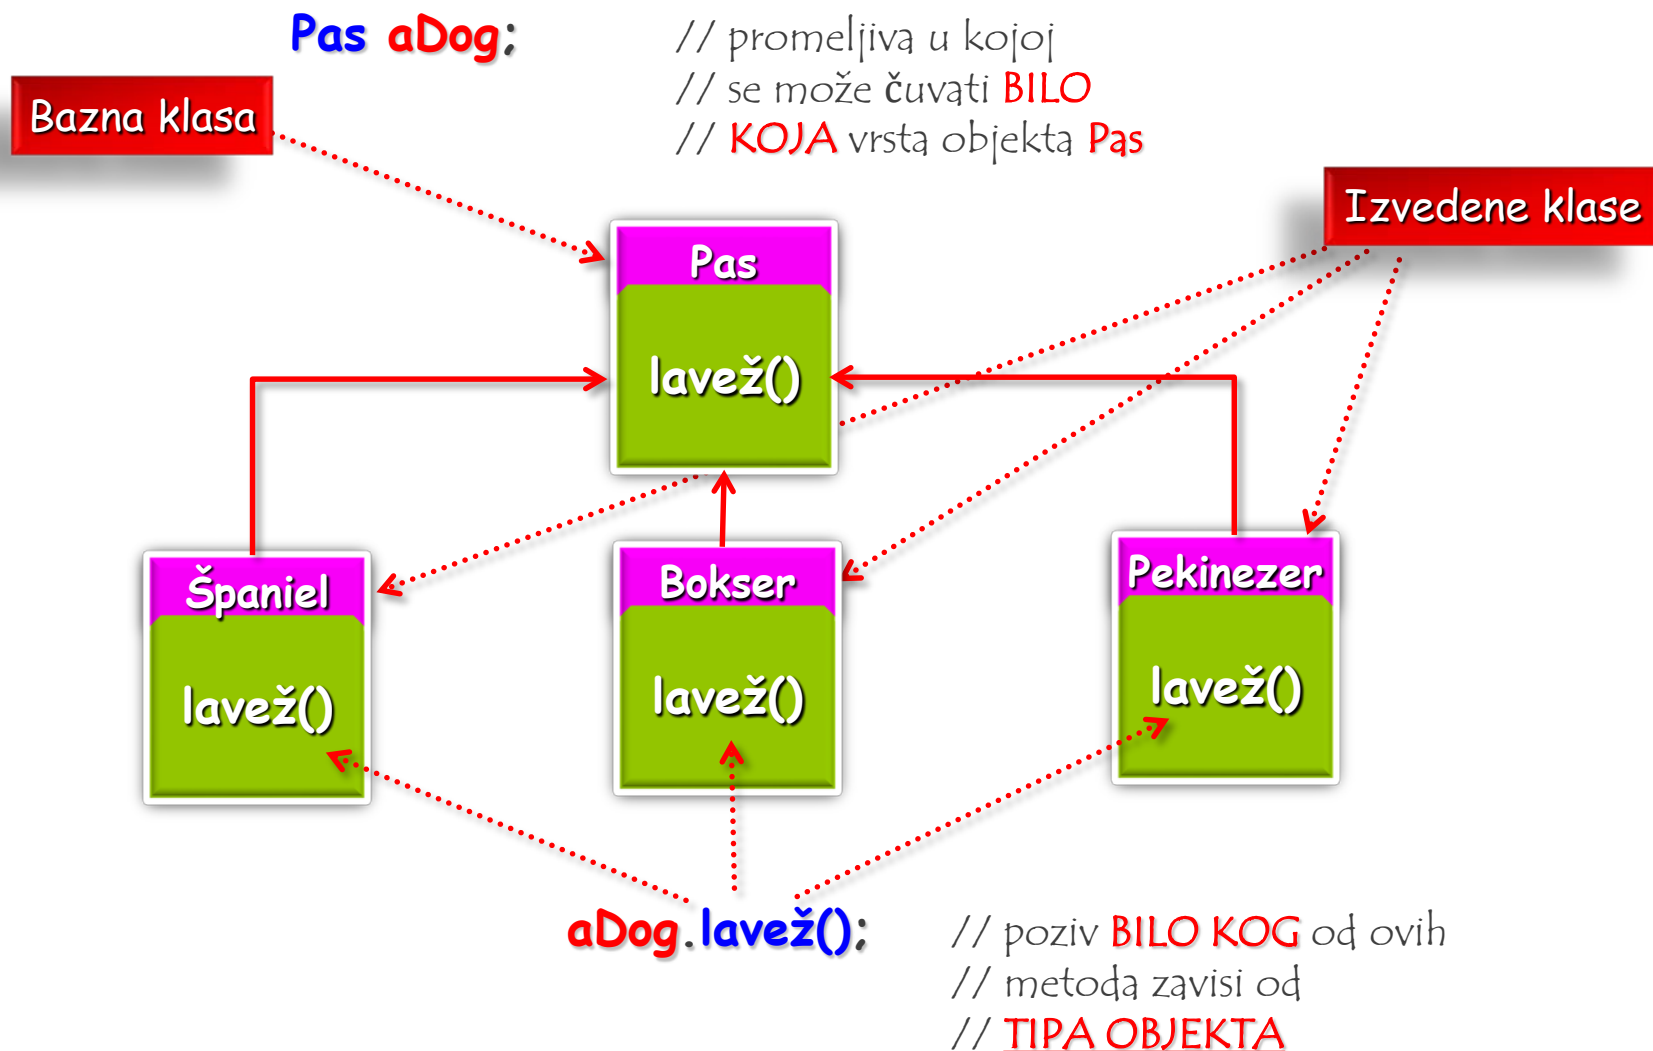 Pas aDog;
// promeljiva u kojoj
// se može čuvati BILO
// KOJA vrsta objekta Pas
Bazna klasa
Izvedene klase
Pas
lavež()
Španiel
lavež()
Bokser
lavež()
Pekinezer
lavež()
aDog.lavež();
// poziv BILO KOG od ovih
// metoda zavisi od
// TIPA OBJEKTA